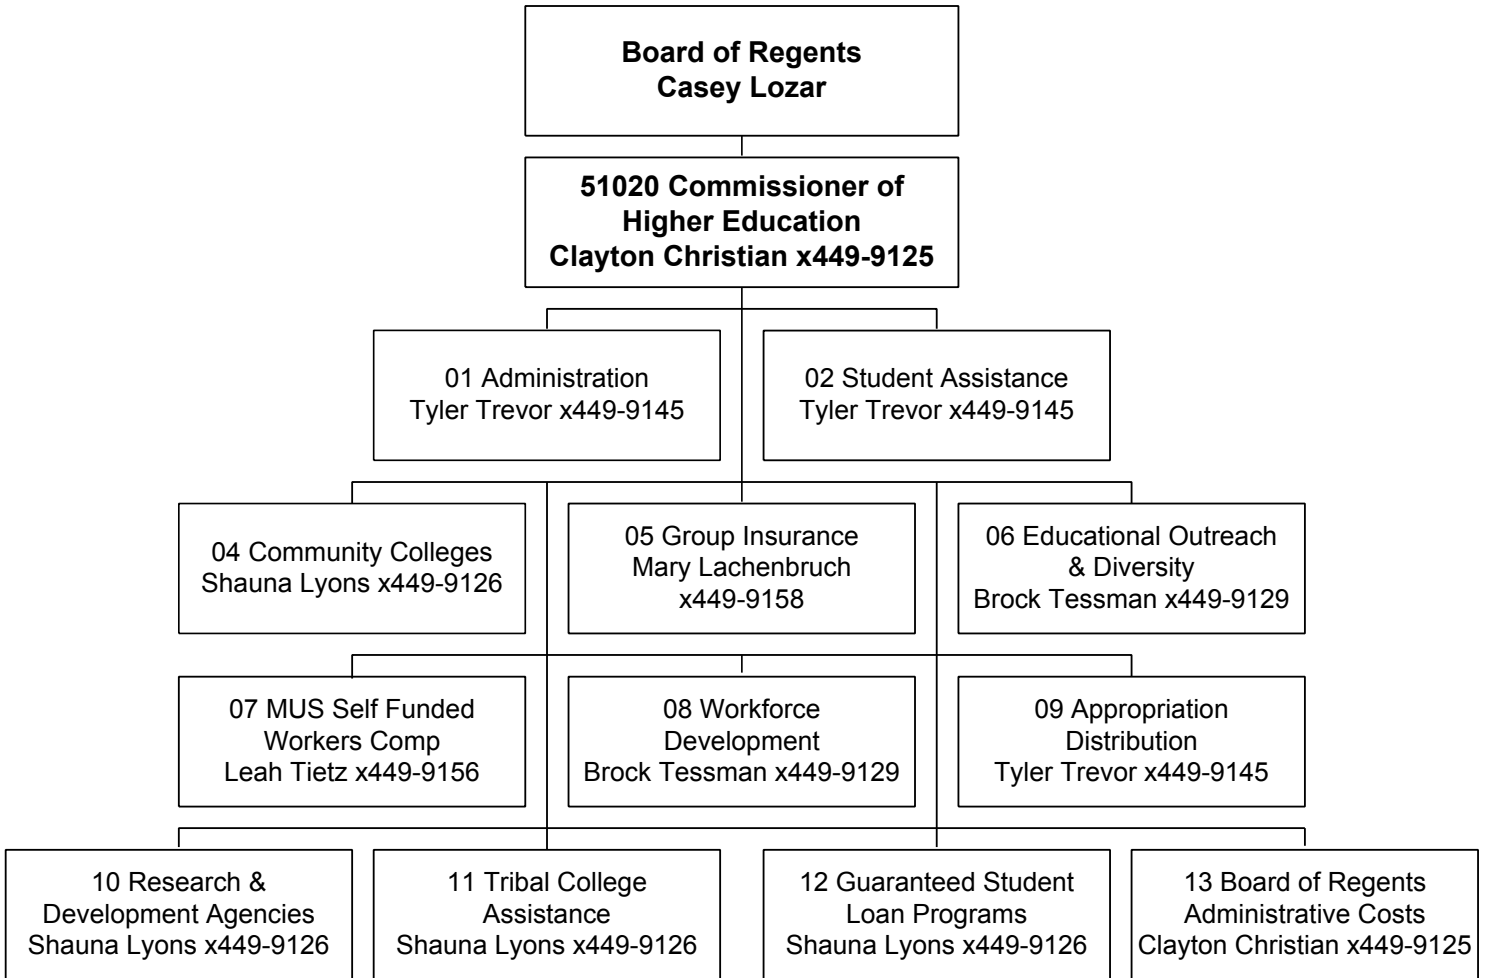 Board of Regents
Casey Lozar
51020 Commissioner of
Higher Education
Clayton Christian x449-9125
01 Administration
Tyler Trevor x449-9145
02 Student Assistance
Tyler Trevor x449-9145
04 Community Colleges
Shauna Lyons x449-9126
05 Group Insurance
Mary Lachenbruch
x449-9158
06 Educational Outreach
& Diversity
Brock Tessman x449-9129
07 MUS Self Funded
Workers Comp
Leah Tietz x449-9156
08 Workforce
Development
Brock Tessman x449-9129
09 Appropriation
Distribution
Tyler Trevor x449-9145
10 Research &
Development Agencies
Shauna Lyons x449-9126
11 Tribal College
Assistance
Shauna Lyons x449-9126
12 Guaranteed Student
Loan Programs
Shauna Lyons x449-9126
13 Board of Regents
Administrative Costs
Clayton Christian x449-9125